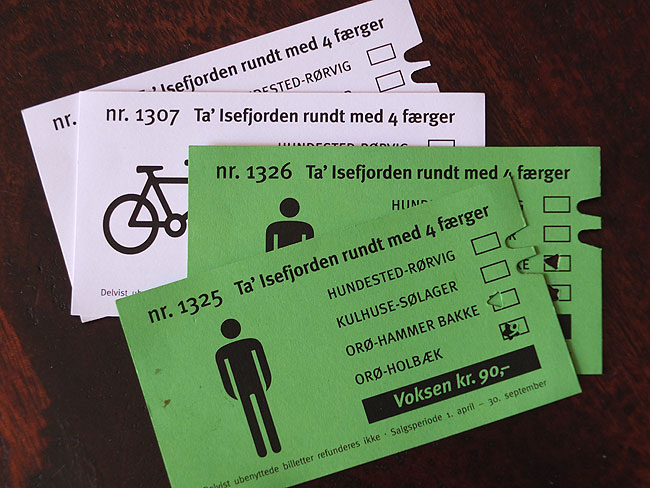 nr.
Ta' Isefjorden rundt med 4 færger
HUNDESTED-RØRVIG
nr. 1307 Ta' Isefjorden rundt med 4 færger
HUNDESTED-RØRVIG
Delvist
nr. 1326 Ta' Isefjorden rundt med 4 færger
nr. 1325 Ta' Isefjorden rundt med 4 færger
HUNDESTED-RØRVIG
KULHUSE-SØLAGER
ORØ-HAMMER BAKKE
ORØ-HOLBÆK
Voksen kr. 90,-
Delvist ubenyttede billetter refunderes ikke · Salgsperiode 1. april – 30. september